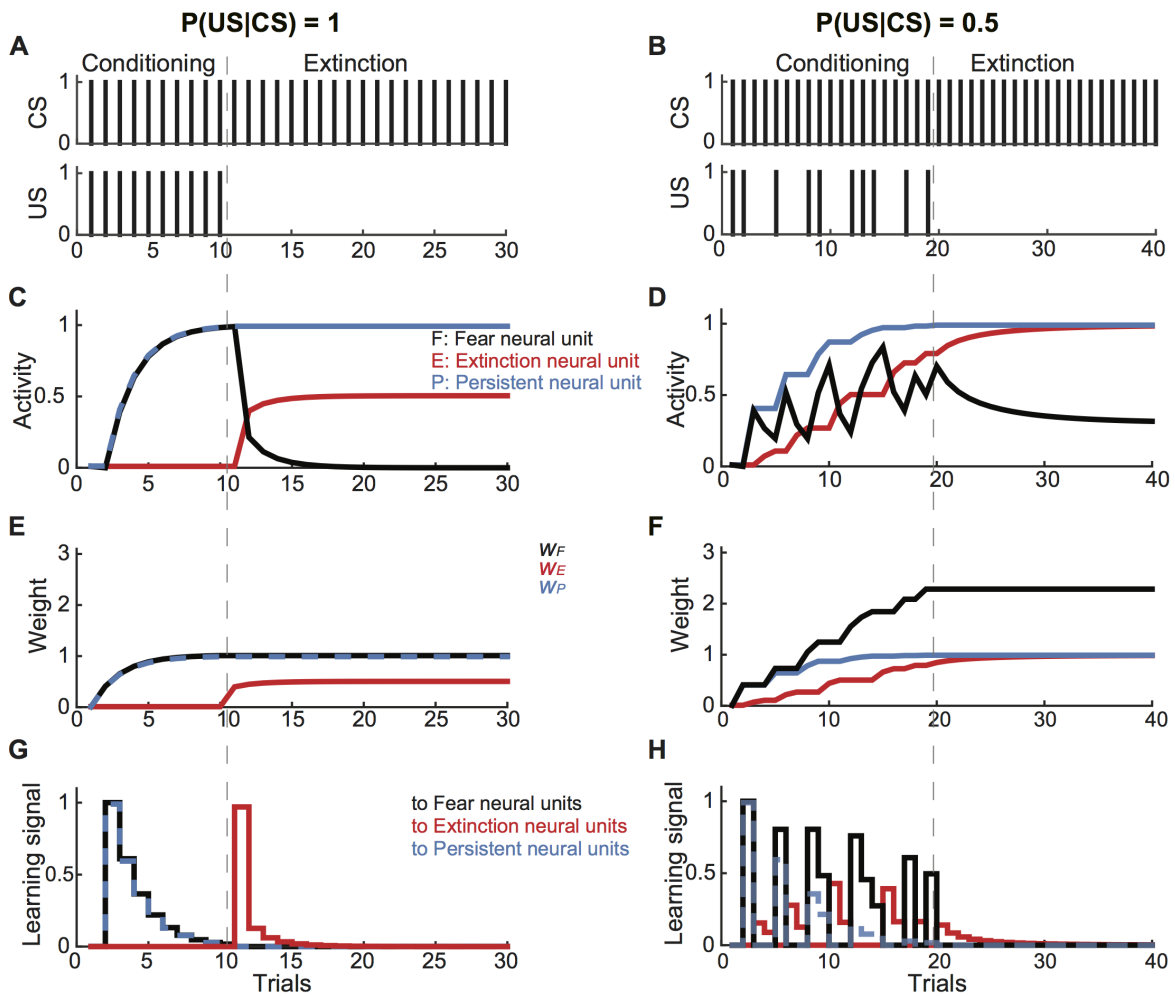 P(US|CS) = 1
P(US|CS) = 0.5
A
Conditioning
Extinction
1
CS
0
1
US
0
0 5 10 15 20 25 30
B
Conditioning
Extinction
1
CS
0
1
US
0
0 10 20 30 40
C
1
Activity
0.5
0
F: Fear neural unit
E: Extinction neural unit
P: Persistent neural unit
0 5 10 15 20 25 30
D
1
Activity
0.5
0
0 10 20 30 40
E
3
2
Weight
1
0
WF
WE
WP
0 5 10 15 20 25 30
F
3
2
Weight
1
0
0 10 20 30 40
G
1
Learning signal
0.5
0
to Fear neural units
to Extinction neural units
to Persistent neural units
0 5 10 15 20 25 30
Trials
H
1
Learning signal
0.5
0
0 10 20 30 40
Trials